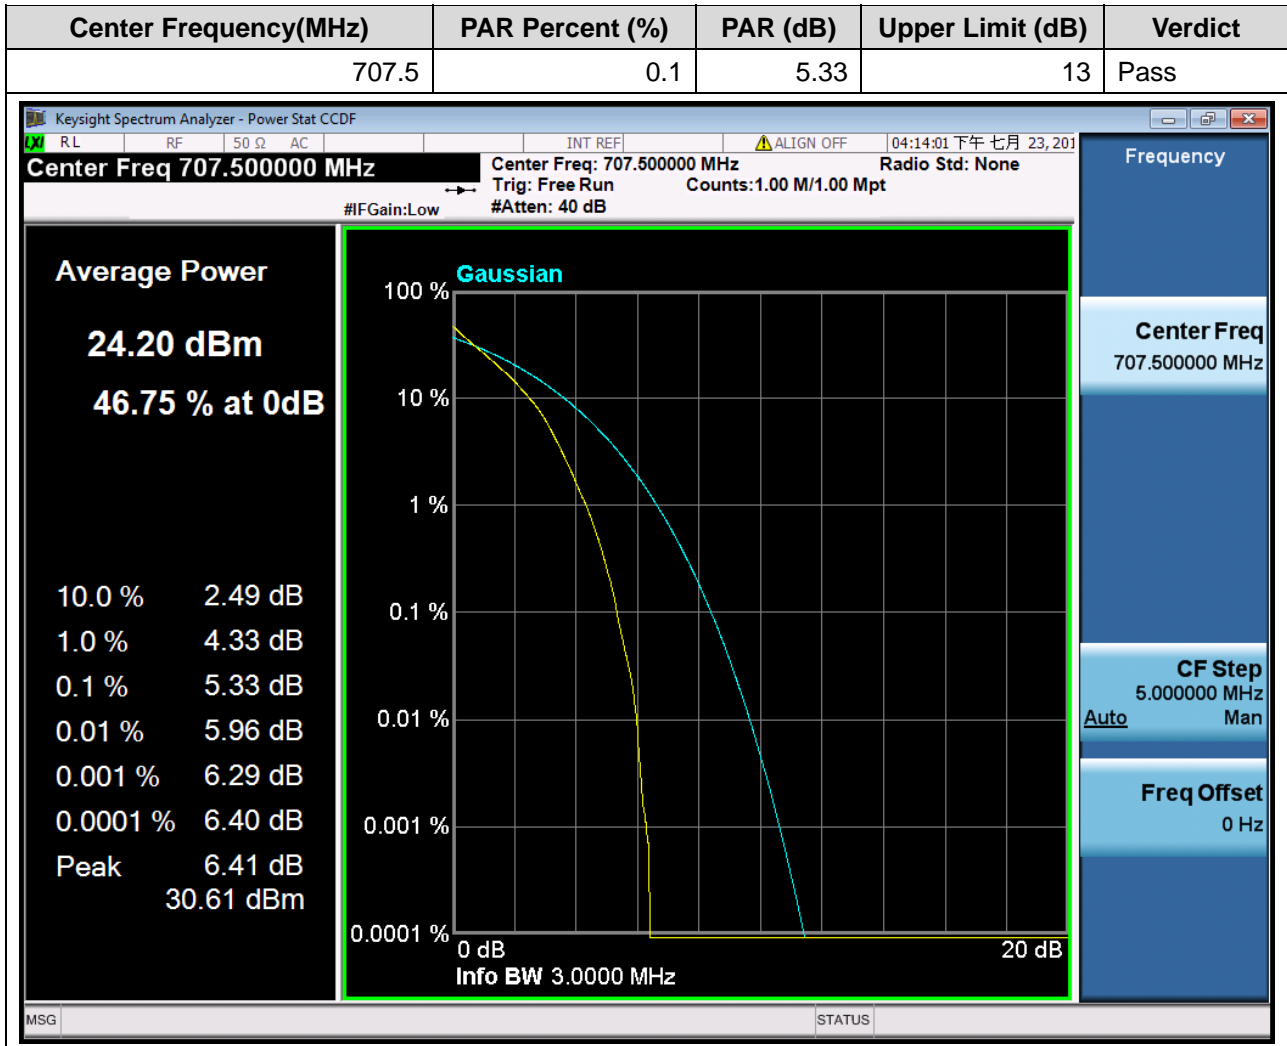 Center Frequency(MHz) PAR Percent (%) PAR (dB) Upper Limit (dB) Verdict
707.5 0.1 5.33 13 Pass
Keysight Spectrum Analyzer - Power Stat CCDF
LXI RL RF 50 Ω AC INT REF ALIGN OFF 04:14:01 下午 七月 23, 201
Center Freq 707.500000 MHz
Center Freq: 707.500000 MHz Radio Std: None
Trig: Free Run Counts:1.00 M/1.00 Mpt
#IFGain:Low #Atten: 40 dB
Average Power
24.20 dBm
46.75 % at 0dB
10.0 % 2.49 dB
1.0 % 4.33 dB
0.1 % 5.33 dB
0.01 % 5.96 dB
0.001 % 6.29 dB
0.0001 % 6.40 dB
Peak 6.41 dB
30.61 dBm
Gaussian
100 %
10 %
1 %
0.1 %
0.01 %
0.001 %
0.0001 %
0 dB 20 dB
Info BW 3.0000 MHz
Frequency
Center Freq
707.500000 MHz
CF Step
5.000000 MHz
Auto Man
Freq Offset
0 Hz
MSG STATUS